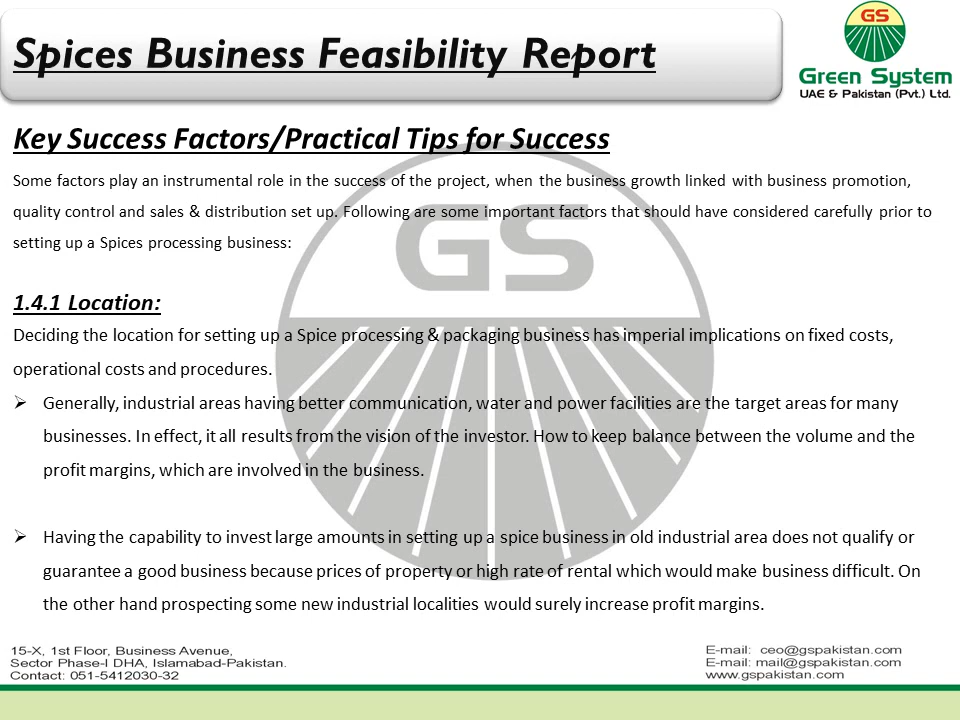 Spices Business Feasibility Report
GS
Green System
UAE & Pakistan (Pvt.) Ltd.
Key Success Factors/Practical Tips for Success
Some factors play an instrumental role in the success of the project, when the business growth linked with business promotion,
quality control and sales & distribution set up. Following are some important factors that should have considered carefully prior to
setting up a Spices processing business:
GS
1.4.1 Location:
Deciding the location for setting up a Spice processing & packaging business has imperial implications on fixed costs,
operational costs and procedures.
➢ Generally, industrial areas having better communication, water and power facilities are the target areas for many
businesses. In effect, it all results from the vision of the investor. How to keep balance between the volume and the
profit margins, which are involved in the business.
➢ Having the capability to invest large amounts in setting up a spice business in old industrial area does not qualify or
guarantee a good business because prices of property or high rate of rental which would make business difficult. On
the other hand prospecting some new industrial localities would surely increase profit margins.
15-X, 1st Floor, Business Avenue,
Sector Phase-I DHA, Islamabad-Pakistan.
Contact: 051-5412030-32
E-mail: ceo@gspakistan.com
E-mail: mail@gspakistan.com
www.gspakistan.com